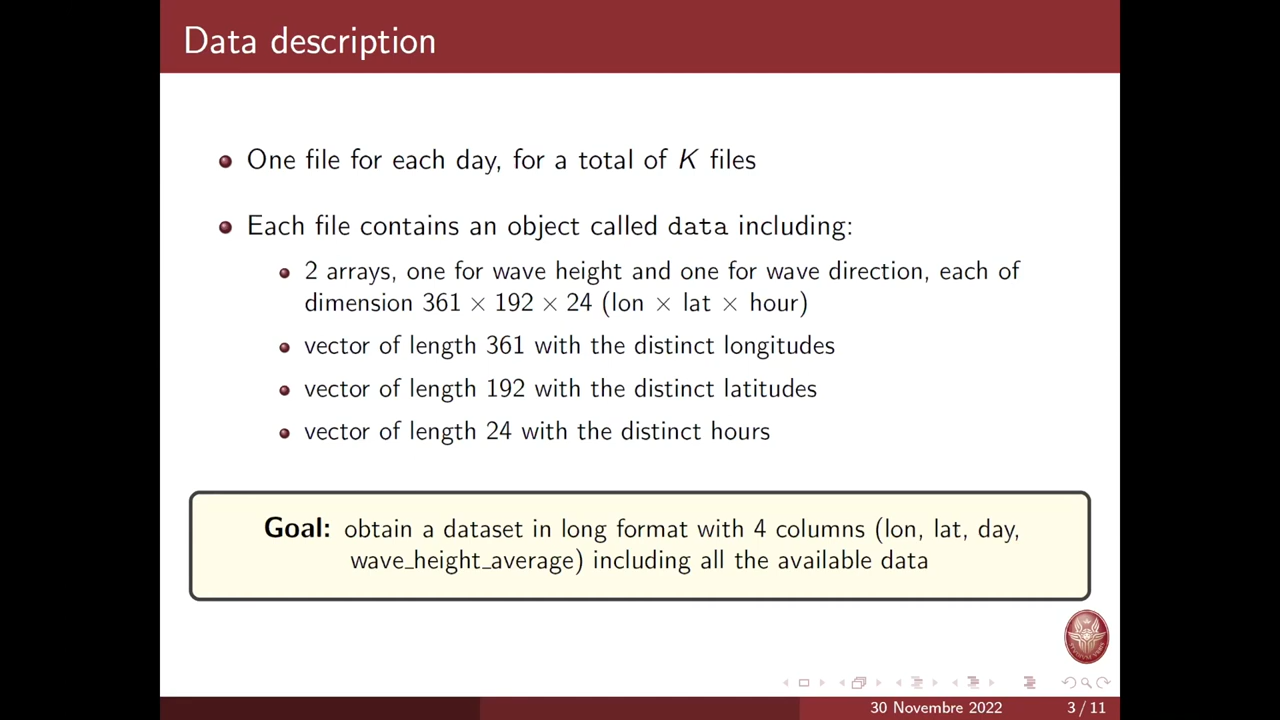 Data description
One file for each day, for a total of K files
Each file contains an object called data including:
2 arrays, one for wave height and one for wave direction, each of
dimension 361 × 192 × 24 (lon × lat × hour)
vector of length 361 with the distinct longitudes
vector of length 192 with the distinct latitudes
vector of length 24 with the distinct hours
Goal: obtain a dataset in long format with 4 columns (lon, lat, day,
wave_height_average) including all the available data
30 Novembre 2022 3 / 11